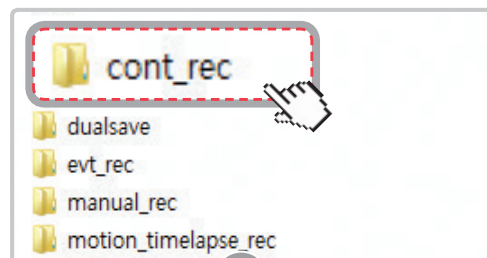 cont_rec
dualsave
evt_rec
manual_rec
motion_timelapse_rec